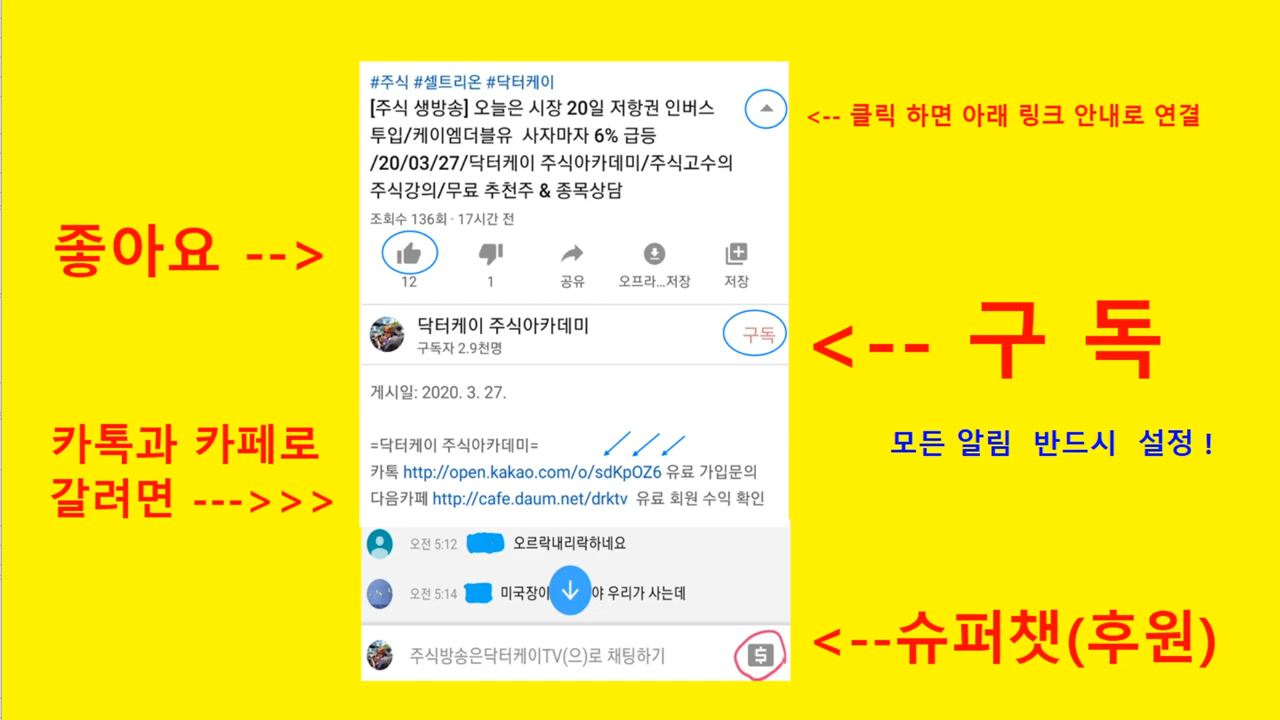 #주식 #셀트리온 #닥터케이
[주식 생방송] 오늘은 시장 20일 저항권 인버스
투입/케이엠더블유 사자마자 6% 급등
/20/03/27/닥터케이 주식아카데미/주식고수의
주식강의/무료 추천주 & 종목상담
조회수 136회 · 17시간 전
<-- 클릭 하면 아래 링크 안내로 연결
좋아요 -->
12
1
공유
오프라...저장
저장
닥터케이 주식아카데미
구독자 2.9천명
구독
<-- 구 독
모든 알림 반드시 설정 !
게시일: 2020. 3. 27.
=닥터케이 주식아카데미=
카톡 http://open.kakao.com/o/sdKpOZ6 유료 가입문의
다음카페 http://cafe.daum.net/drktv 유료 회원 수익 확인
카톡과 카페로
갈려면 --->>>
오전 5:12 오르락내리락하네요
오전 5:14 미국장이 야 우리가 사는데
주식방송은닥터케이TV(으)로 채팅하기
<--슈퍼챗(후원)